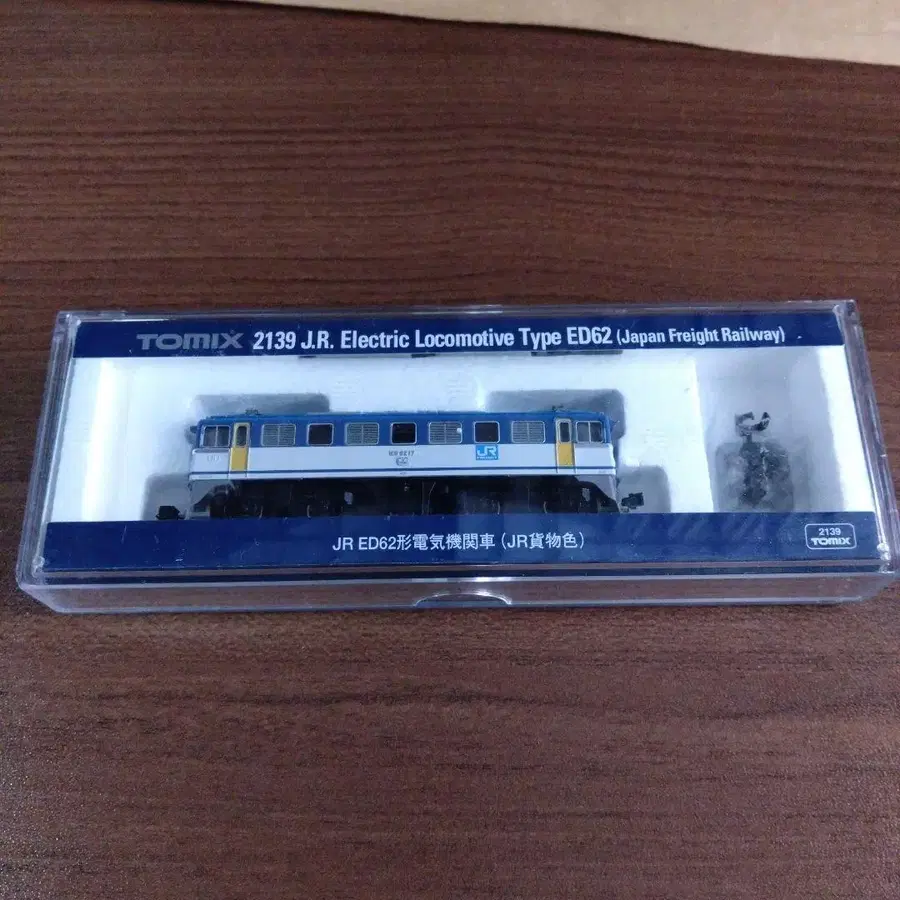 TOMIX 2139 J.R. Electric Locomotive Type ED62 (Japan Freight Railway)
JR
JR ED62形電気機関車 (JR貨物色)
2139
TOMIX